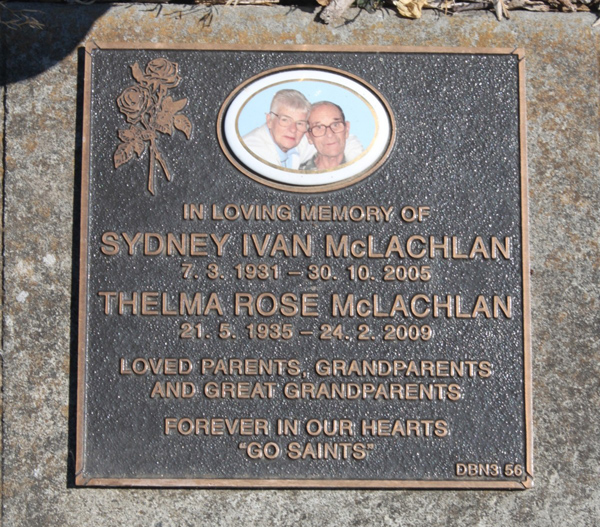 IN LOVING MEMORY OF
SYDNEY IVAN McLACHLAN
7. 3. 1931 – 30. 10. 2005
THELMA ROSE McLACHLAN
21. 5. 1935 – 24. 2. 2009
LOVED PARENTS, GRANDPARENTS
AND GREAT GRANDPARENTS
FOREVER IN OUR HEARTS
"GO SAINTS"
DBN3 56